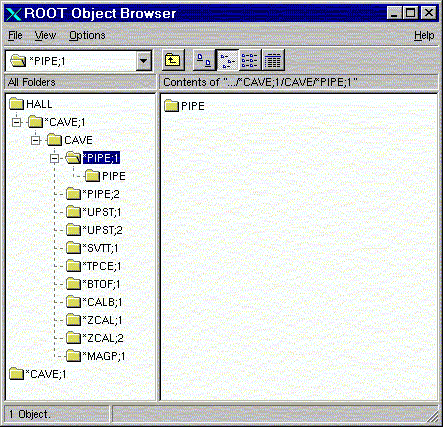 ROOT Object Browser
File View Options Help
*PIPE;1
All Folders
Contents of ".../*CAVE;1/CAVE/*PIPE;1"
HALL
*CAVE;1
CAVE
*PIPE;1
PIPE
*PIPE;2
*UPST;1
*UPST;2
*SVTT;1
*TPCE;1
*BTOF;1
*CALB;1
*ZCAL;1
*ZCAL;2
*MAGP;1
*CAVE;1
PIPE
1 Object.